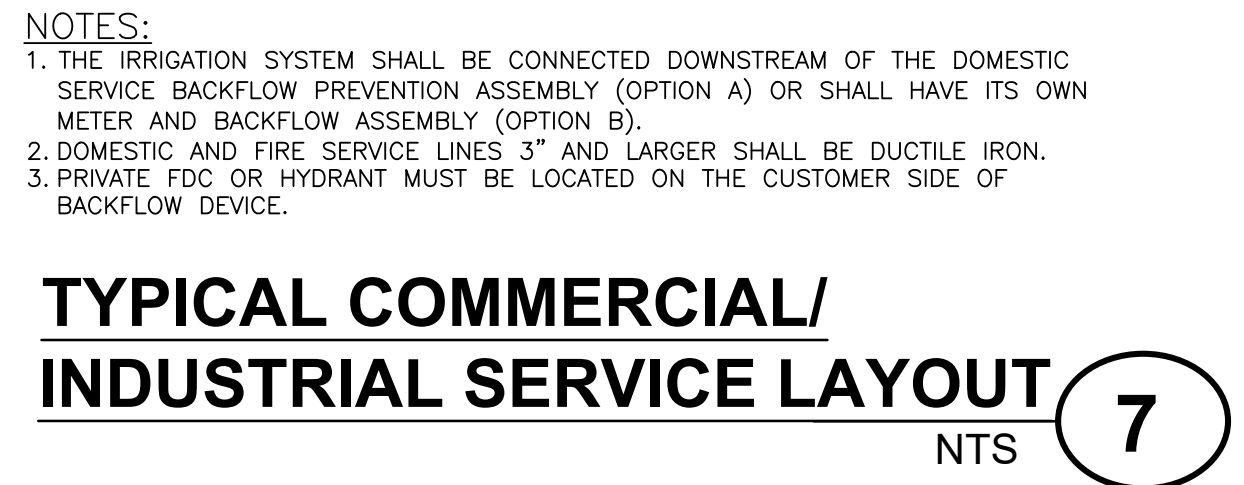 NOTES:
1. THE IRRIGATION SYSTEM SHALL BE CONNECTED DOWNSTREAM OF THE DOMESTIC
SERVICE BACKFLOW PREVENTION ASSEMBLY (OPTION A) OR SHALL HAVE ITS OWN
METER AND BACKFLOW ASSEMBLY (OPTION B).
2. DOMESTIC AND FIRE SERVICE LINES 3" AND LARGER SHALL BE DUCTILE IRON.
3. PRIVATE FDC OR HYDRANT MUST BE LOCATED ON THE CUSTOMER SIDE OF
BACKFLOW DEVICE.
TYPICAL COMMERCIAL/
INDUSTRIAL SERVICE LAYOUT
7
NTS